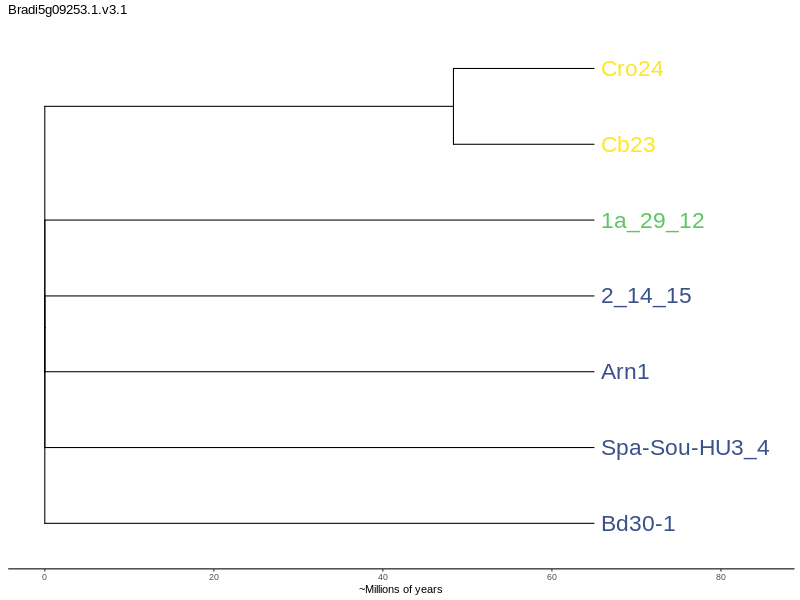 Bradi5g09253.1.v3.1
Cro24
Cb23
1a_29_12
2_14_15
Arn1
Spa-Sou-HU3_4
Bd30-1
0 20 40 60 80
~Millions of years